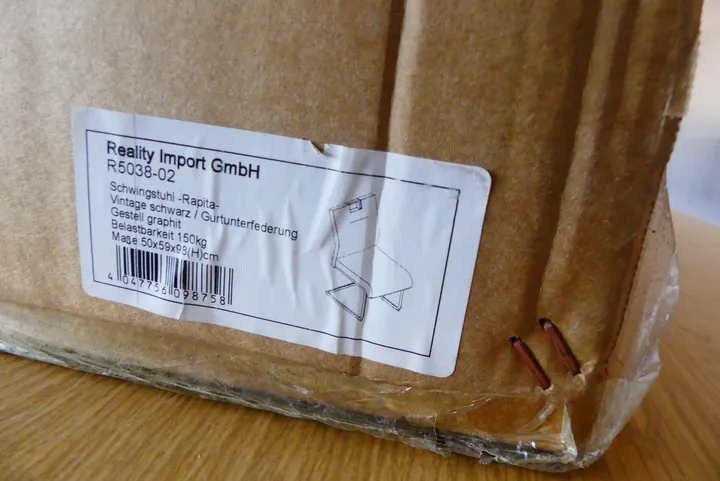 Reality Import GmbH
R5038-02
Schwingstuhl -Rapita-
Vintage schwarz / Gurtunterfederung
Gestell graphit
Belastbarkeit 150kg
Maße:50x59x98(H)cm
4 047756 098758